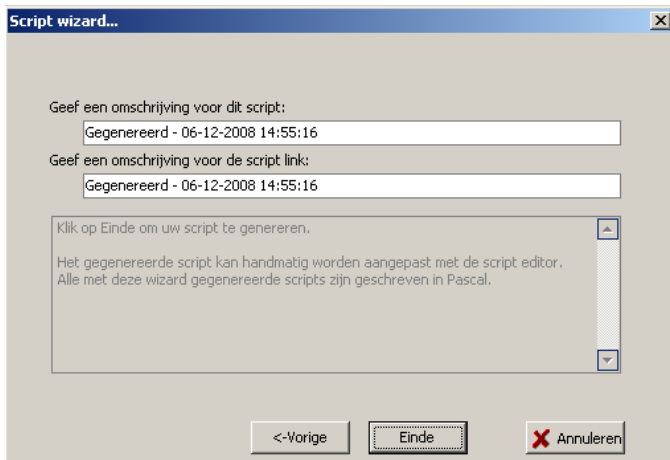 Script wizard...
Geef een omschrijving voor dit script:
Gegenereerd - 06-12-2008 14:55:16
Geef een omschrijving voor de script link:
Gegenereerd - 06-12-2008 14:55:16
Klik op Einde om uw script te genereren.
Het gegenereerde script kan handmatig worden aangepast met de script editor.
Alle met deze wizard gegenereerde scripts zijn geschreven in Pascal.
<-Vorige Einde Annuleren